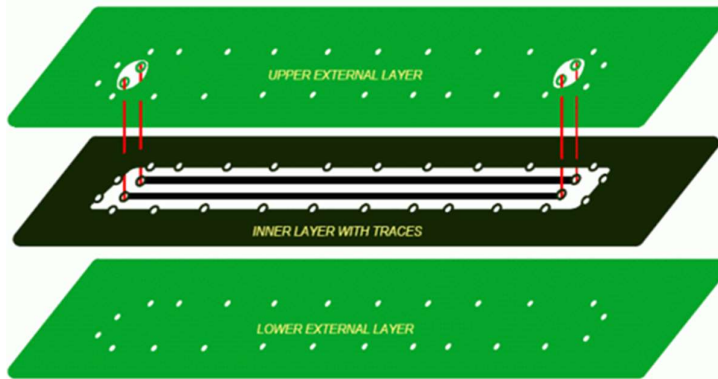 UPPER EXTERNAL LAYER
INNER LAYER WITH TRACES
LOWER EXTERNAL LAYER